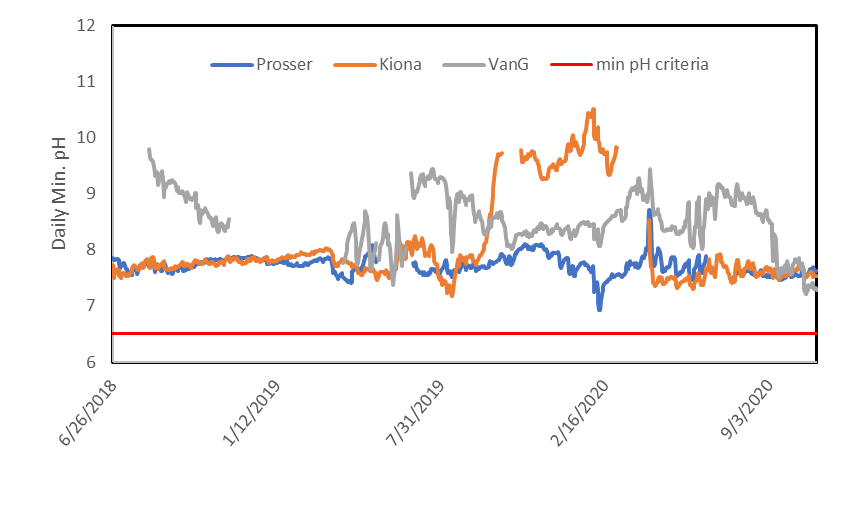 12
11
10
9
8
7
6
Daily Min. pH
Prosser Kiona VanG min pH criteria
6/26/2018 1/12/2019 7/31/2019 2/16/2020 9/3/2020